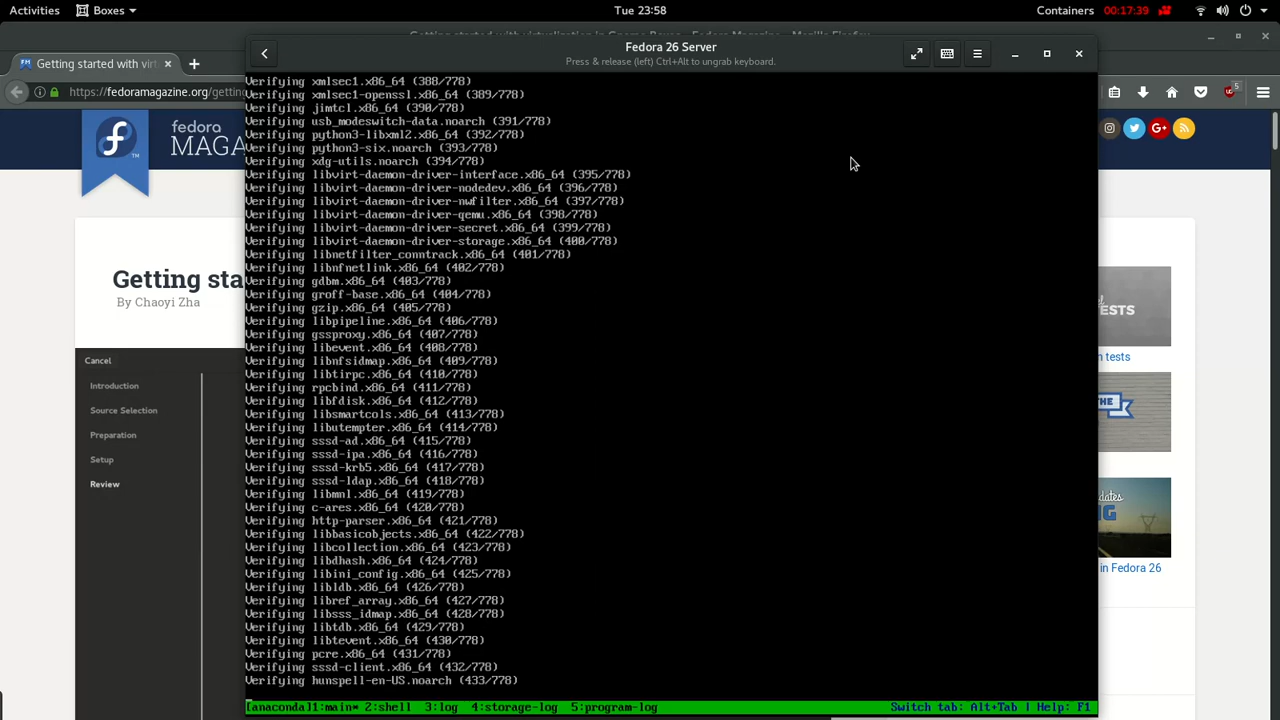 Activities
Boxes
Tue 23:58
Containers
00:17:39
Getting started with virtualization in Gnome Boxes - Fedora Magazine - Mozilla Firefox
Getting started with virt
https://fedoramagazine.org/getting
5
fedora
MAGA
Getting sta
By Chaoyi Zha
Cancel
Introduction
Source Selection
Preparation
Setup
Review
Fedora 26 Server
Press & release (left) Ctrl+Alt to ungrab keyboard.
Verifying xmlsec1.x86_64 (388/778)
Verifying xmlsec1-openssl.x86_64 (389/778)
Verifying jimtcl.x86_64 (390/778)
Verifying usb_modeswitch-data.noarch (391/778)
Verifying python3-libxml2.x86_64 (392/778)
Verifying python3-six.noarch (393/778)
Verifying xdg-utils.noarch (394/778)
Verifying libvirt-daemon-driver-interface.x86_64 (395/778)
Verifying libvirt-daemon-driver-nodedev.x86_64 (396/778)
Verifying libvirt-daemon-driver-nwfilter.x86_64 (397/778)
Verifying libvirt-daemon-driver-qemu.x86_64 (398/778)
Verifying libvirt-daemon-driver-secret.x86_64 (399/778)
Verifying libvirt-daemon-driver-storage.x86_64 (400/778)
Verifying libnetfilter_conntrack.x86_64 (401/778)
Verifying libnfnetlink.x86_64 (402/778)
Verifying gdbm.x86_64 (403/778)
Verifying groff-base.x86_64 (404/778)
Verifying gzip.x86_64 (405/778)
Verifying libpipeline.x86_64 (406/778)
Verifying gssproxy.x86_64 (407/778)
Verifying libevent.x86_64 (408/778)
Verifying libnfsidmap.x86_64 (409/778)
Verifying libtirpc.x86_64 (410/778)
Verifying rpcbind.x86_64 (411/778)
Verifying libfdisk.x86_64 (412/778)
Verifying libsmartcols.x86_64 (413/778)
Verifying libutempter.x86_64 (414/778)
Verifying sssd-ad.x86_64 (415/778)
Verifying sssd-ipa.x86_64 (416/778)
Verifying sssd-krb5.x86_64 (417/778)
Verifying sssd-ldap.x86_64 (418/778)
Verifying libmnl.x86_64 (419/778)
Verifying c-ares.x86_64 (420/778)
Verifying http-parser.x86_64 (421/778)
Verifying libbasicobjects.x86_64 (422/778)
Verifying libcollection.x86_64 (423/778)
Verifying libdhash.x86_64 (424/778)
Verifying libini_config.x86_64 (425/778)
Verifying libldb.x86_64 (426/778)
Verifying libref_array.x86_64 (427/778)
Verifying libsss_idmap.x86_64 (428/778)
Verifying libtdb.x86_64 (429/778)
Verifying libtevent.x86_64 (430/778)
Verifying pcre.x86_64 (431/778)
Verifying sssd-client.x86_64 (432/778)
Verifying hunspell-en-US.noarch (433/778)
[anaconda]1:main* 2:shell  3:log  4:storage-log  5:program-log
Switch tab: Alt+Tab | Help: F1
ESTS
n tests
THE
dates
G
in Fedora 26